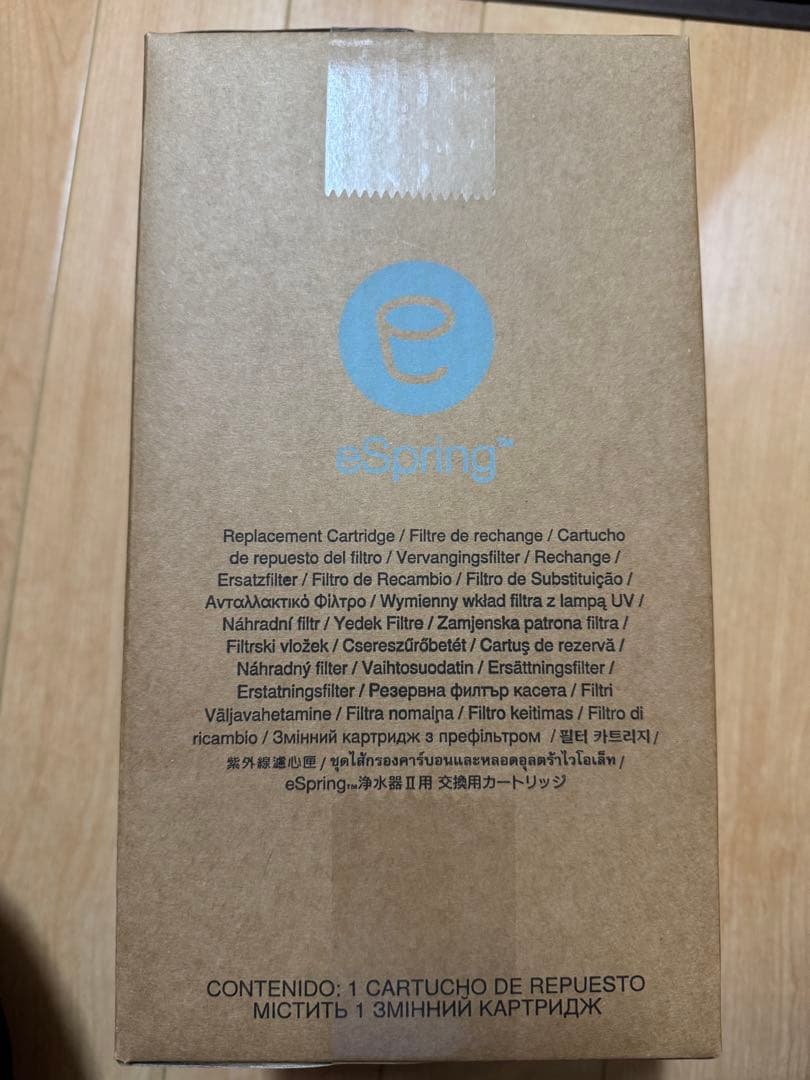 eSpring™
Replacement Cartridge / Filtre de rechange / Cartucho
de repuesto del filtro / Vervangingsfilter / Rechange /
Ersatzfilter / Filtro de Recambio / Filtro de Substituição /
Ανταλλακτικό Φίλτρο / Wymienny wkład filtra z lampą UV /
Náhradní filtr / Yedek Filtre / Zamjenska patrona filtra /
Filtrski vložek / Csereszűrőbetét / Cartuş de rezervă /
Náhradný filter / Vaihtosuodatin / Ersättningsfilter /
Erstatningsfilter / Резервна филтър касета / Filtri
Väljavahetamine / Filtra nomaiņa / Filtro keitimas / Filtro di
ricambio / Змінний картридж з префільтром / 필터 카트리지 /
紫外線濾心匣 / ชุดไส้กรองคาร์บอนและหลอดอุลตร้าไวโอเล็ท /
eSpring™浄水器Ⅱ用 交換用カートリッジ
CONTENIDO: 1 CARTUCHO DE REPUESTO
МІСТИТЬ 1 ЗМІННИЙ КАРТРИДЖ